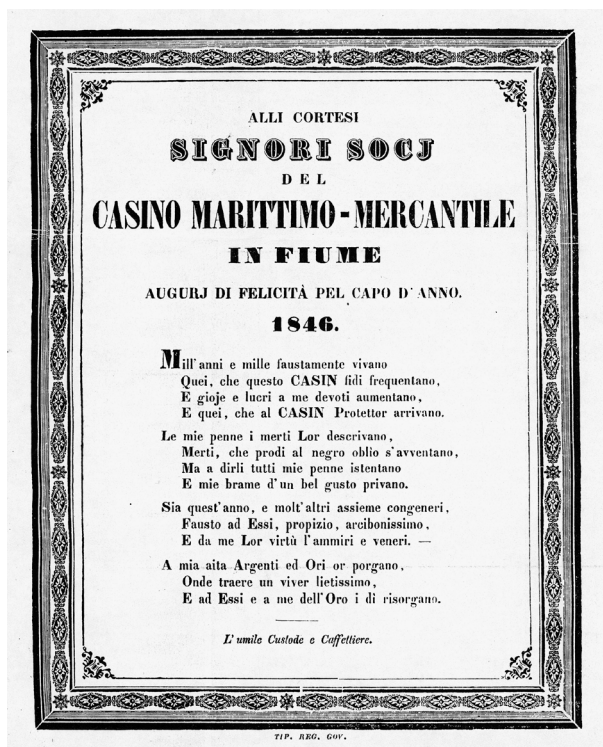 ALLI CORTESI
SIGNORI SOCJ
DEL
CASINO MARITTIMO-MERCANTILE
IN FIUME
AUGURJ DI FELICITÀ PEL CAPO D'ANNO.
1846.
Mill'anni e mille faustamente vivano
Quei, che questo CASIN fidi frequentano,
E gioje e lucri a me devoti aumentano,
E quei, che al CASIN Protettor arrivano.
Le mie penne i merti Lor descrivano,
Merti, che prodi al negro oblìo s'avventano,
Ma a dirli tutti mie penne istentano
E mie brame d'un bel gusto privano.
Sia quest'anno, e molt'altri assieme congeneri,
Fausto ad Essi, propizio, arcibonissimo,
E da me Lor virtù l'ammiri e veneri. —
A mia aita Argenti ed Ori or porgano,
Onde traere un viver lietissimo,
E ad Essi e a me dell'Oro i dì risorgano.
L'umile Custode e Caffettiere.
TIP. REG. GOV.